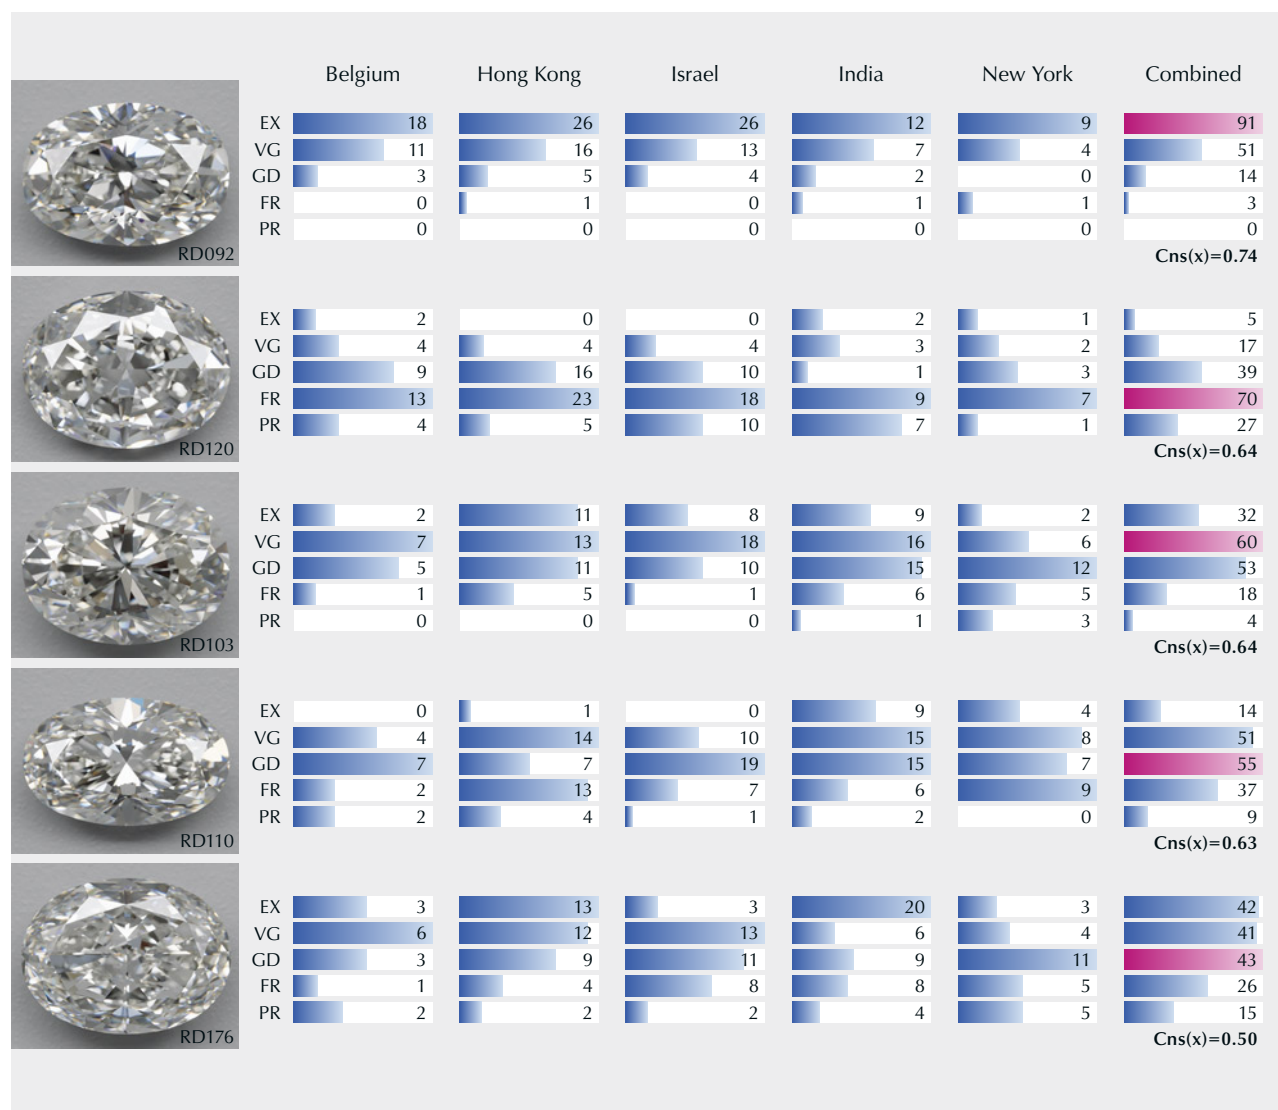 Belgium Hong Kong Israel India New York Combined
EX 18 26 26 12 9 91
VG 11 16 13 7 4 51
GD 3 5 4 2 0 14
FR 0 1 0 1 1 3
PR 0 0 0 0 0 0
RD092 Cns(x)=0.74
EX 2 0 0 2 1 5
VG 4 4 4 3 2 17
GD 9 16 10 1 3 39
FR 13 23 18 9 7 70
PR 4 5 10 7 1 27
RD120 Cns(x)=0.64
EX 2 11 8 9 2 32
VG 7 13 18 16 6 60
GD 5 11 10 15 12 53
FR 1 5 1 6 5 18
PR 0 0 0 1 3 4
RD103 Cns(x)=0.64
EX 0 1 0 9 4 14
VG 4 14 10 15 8 51
GD 7 7 19 15 7 55
FR 2 13 7 6 9 37
PR 2 4 1 2 0 9
RD110 Cns(x)=0.63
EX 3 13 3 20 3 42
VG 6 12 13 6 4 41
GD 3 9 11 9 11 43
FR 1 4 8 8 5 26
PR 2 2 2 4 5 15
RD176 Cns(x)=0.50